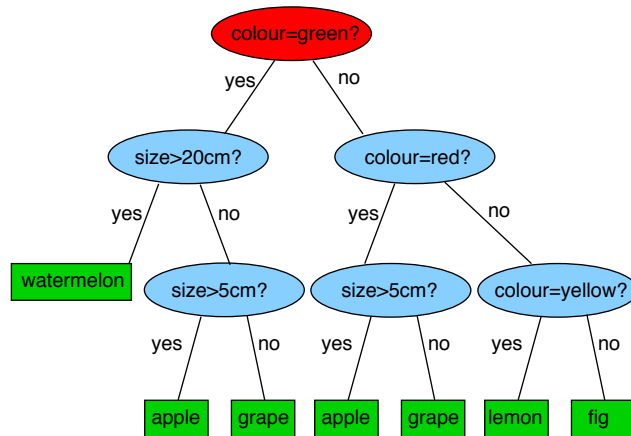 colour=green?
yes
no
size>20cm?
colour=red?
yes
no
yes
no
watermelon
size>5cm?
size>5cm?
colour=yellow?
yes
no
yes
no
yes
no
apple
grape
apple
grape
lemon
fig